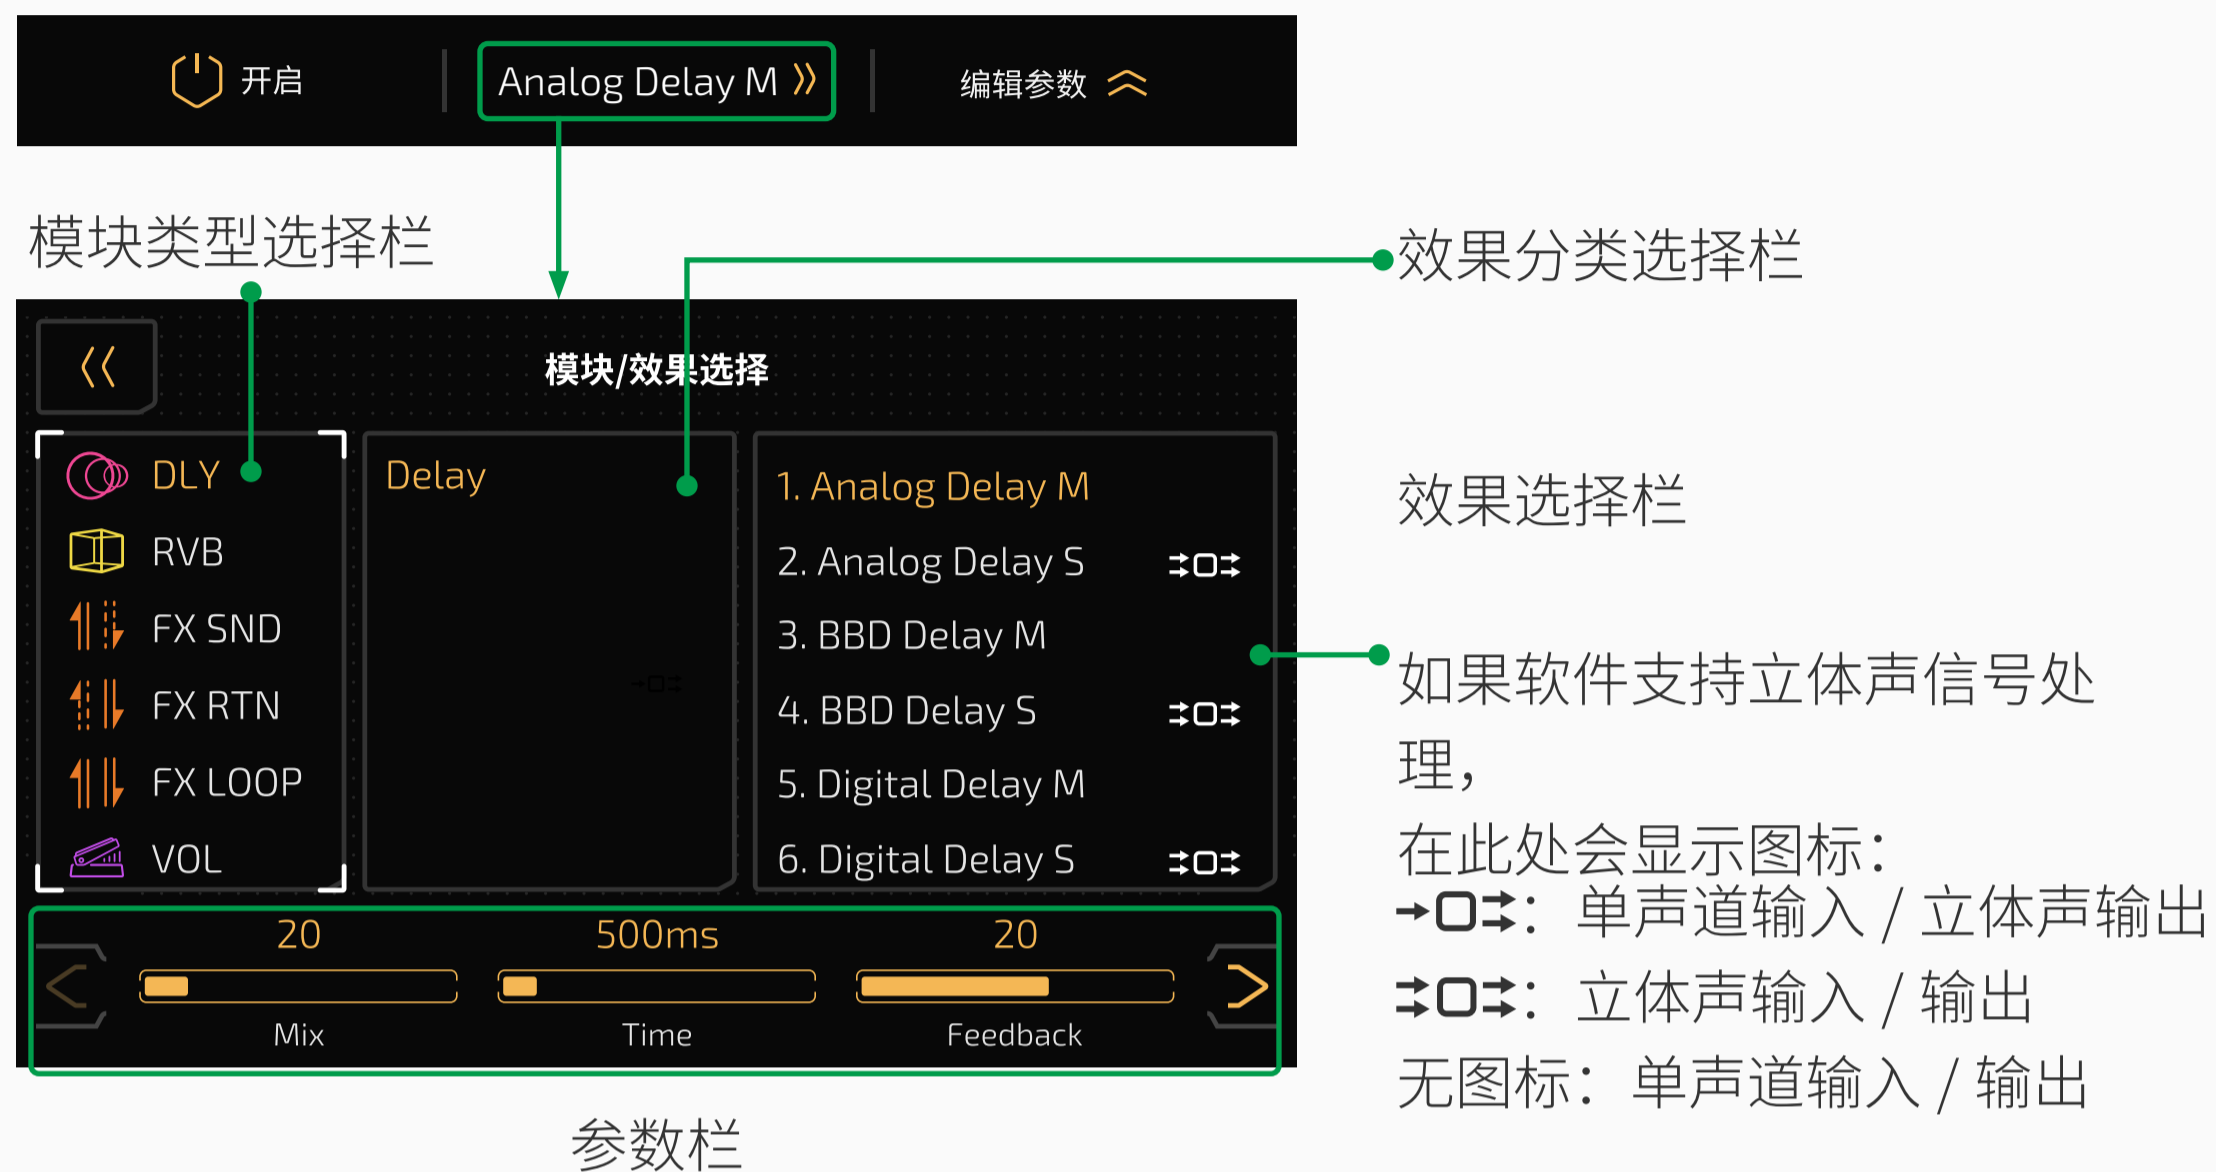 开启
Analog Delay M
编辑参数
模块类型选择栏
效果分类选择栏
模块/效果选择
DLY
RVB
FX SND
FX RTN
FX LOOP
VOL
Delay
1. Analog Delay M
2. Analog Delay S
3. BBD Delay M
4. BBD Delay S
5. Digital Delay M
6. Digital Delay S
效果选择栏
如果软件支持立体声信号处
理，
在此处会显示图标：
：单声道输入 / 立体声输出
：立体声输入 / 输出
无图标：单声道输入 / 输出
20
500ms
20
Mix
Time
Feedback
参数栏